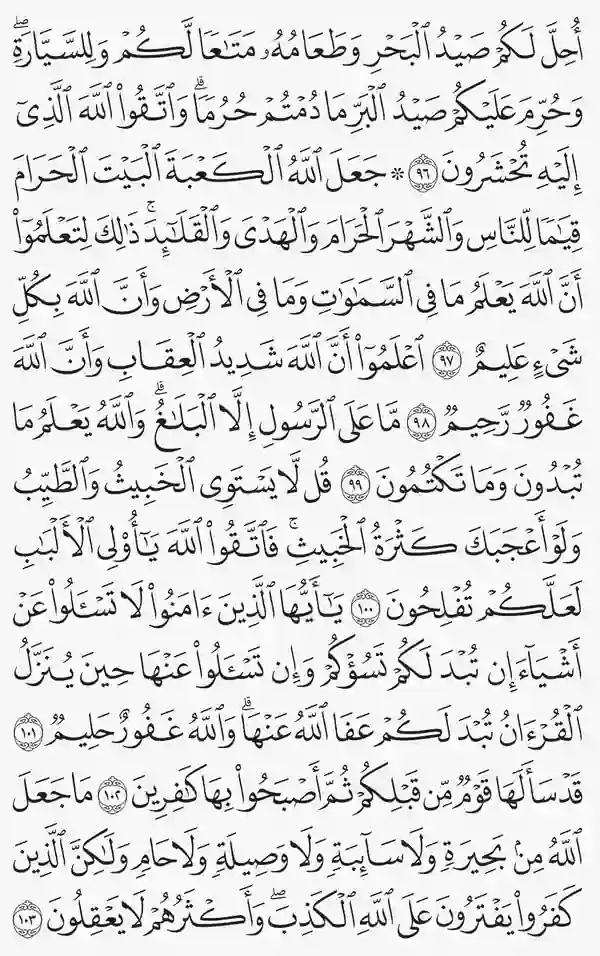 أُحِلَّ لَكُمْ صَيْدُ ٱلْبَحْرِ وَطَعَامُهُۥ مَتَٰعًا لَّكُمْ وَلِلسَّيَّارَةِۖ
وَحُرِّمَ عَلَيْكُمْ صَيْدُ ٱلْبَرِّ مَا دُمْتُمْ حُرُمًاۗ وَٱتَّقُوا۟ ٱللَّهَ ٱلَّذِىٓ
إِلَيْهِ تُحْشَرُونَ ٩٦ ۞ جَعَلَ ٱللَّهُ ٱلْكَعْبَةَ ٱلْبَيْتَ ٱلْحَرَامَ
قِيَٰمًا لِّلنَّاسِ وَٱلشَّهْرَ ٱلْحَرَامَ وَٱلْهَدْىَ وَٱلْقَلَٰٓئِدَۚ ذَٰلِكَ لِتَعْلَمُوٓا۟
أَنَّ ٱللَّهَ يَعْلَمُ مَا فِى ٱلسَّمَٰوَٰتِ وَمَا فِى ٱلْأَرْضِ وَأَنَّ ٱللَّهَ بِكُلِّ
شَىْءٍ عَلِيمٌ ٩٧ ٱعْلَمُوٓا۟ أَنَّ ٱللَّهَ شَدِيدُ ٱلْعِقَابِ وَأَنَّ ٱللَّهَ
غَفُورٌ رَّحِيمٌ ٩٨ مَّا عَلَى ٱلرَّسُولِ إِلَّا ٱلْبَلَٰغُۗ وَٱللَّهُ يَعْلَمُ مَا
تُبْدُونَ وَمَا تَكْتُمُونَ ٩٩ قُل لَّا يَسْتَوِى ٱلْخَبِيثُ وَٱلطَّيِّبُ
وَلَوْ أَعْجَبَكَ كَثْرَةُ ٱلْخَبِيثِۚ فَٱتَّقُوا۟ ٱللَّهَ يَٰٓأُو۟لِى ٱلْأَلْبَٰبِ
لَعَلَّكُمْ تُفْلِحُونَ ١٠٠ يَٰٓأَيُّهَا ٱلَّذِينَ ءَامَنُوا۟ لَا تَسْـَٔلُوا۟ عَنْ
أَشْيَآءَ إِن تُبْدَ لَكُمْ تَسُؤْكُمْ وَإِن تَسْـَٔلُوا۟ عَنْهَا حِينَ يُنَزَّلُ
ٱلْقُرْءَانُ تُبْدَ لَكُمْ عَفَا ٱللَّهُ عَنْهَاۗ وَٱللَّهُ غَفُورٌ حَلِيمٌ ١٠١
قَدْ سَأَلَهَا قَوْمٌ مِّن قَبْلِكُمْ ثُمَّ أَصْبَحُوا۟ بِهَا كَٰفِرِينَ ١٠٢ مَا جَعَلَ
ٱللَّهُ مِنۢ بَحِيرَةٍ وَلَا سَآئِبَةٍ وَلَا وَصِيلَةٍ وَلَا حَامٍ وَلَٰكِنَّ ٱلَّذِينَ
كَفَرُوا۟ يَفْتَرُونَ عَلَى ٱللَّهِ ٱلْكَذِبَۖ وَأَكْثَرُهُمْ لَا يَعْقِلُونَ ١٠٣